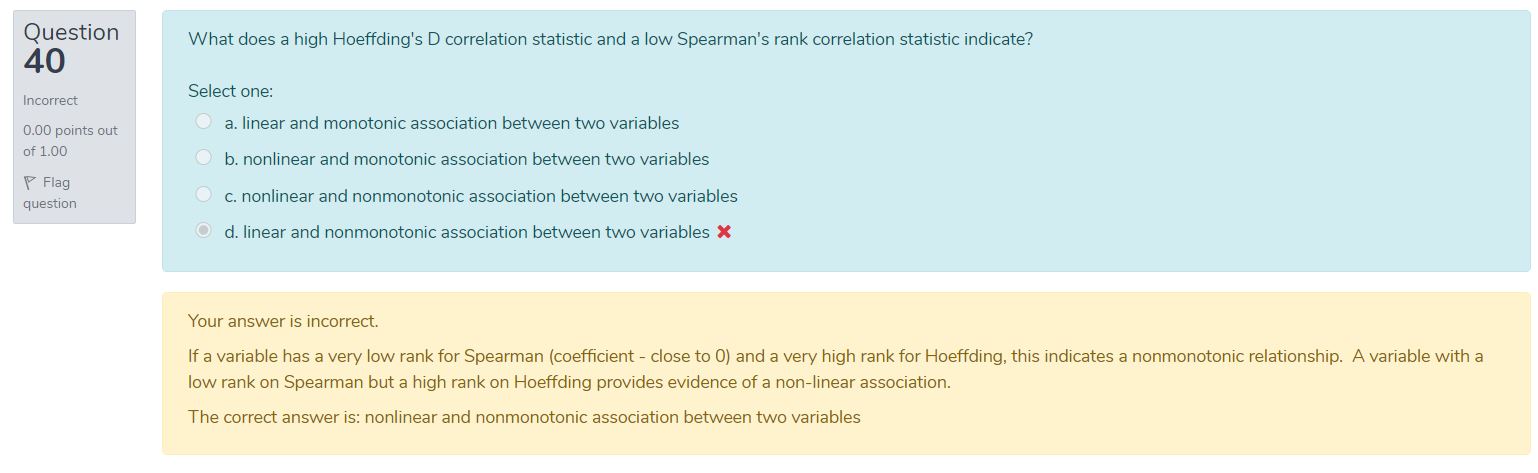 Question
40
Incorrect
0.00 points out
of 1.00
Flag
question
What does a high Hoeffding's D correlation statistic and a low Spearman's rank correlation statistic indicate?
Select one:
a. linear and monotonic association between two variables
b. nonlinear and monotonic association between two variables
c. nonlinear and nonmonotonic association between two variables
d. linear and nonmonotonic association between two variables
Your answer is incorrect.
If a variable has a very low rank for Spearman (coefficient - close to 0) and a very high rank for Hoeffding, this indicates a nonmonotonic relationship. A variable with a
low rank on Spearman but a high rank on Hoeffding provides evidence of a non-linear association.
The correct answer is: nonlinear and nonmonotonic association between two variables